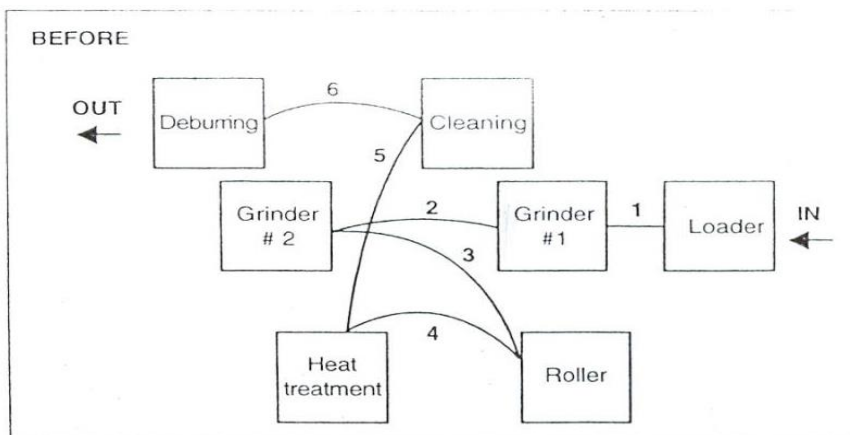 BEFORE
OUT
Deburring
6
Cleaning
5
Grinder
# 2
2
Grinder
#1
1
Loader
IN
3
4
Heat
treatment
Roller